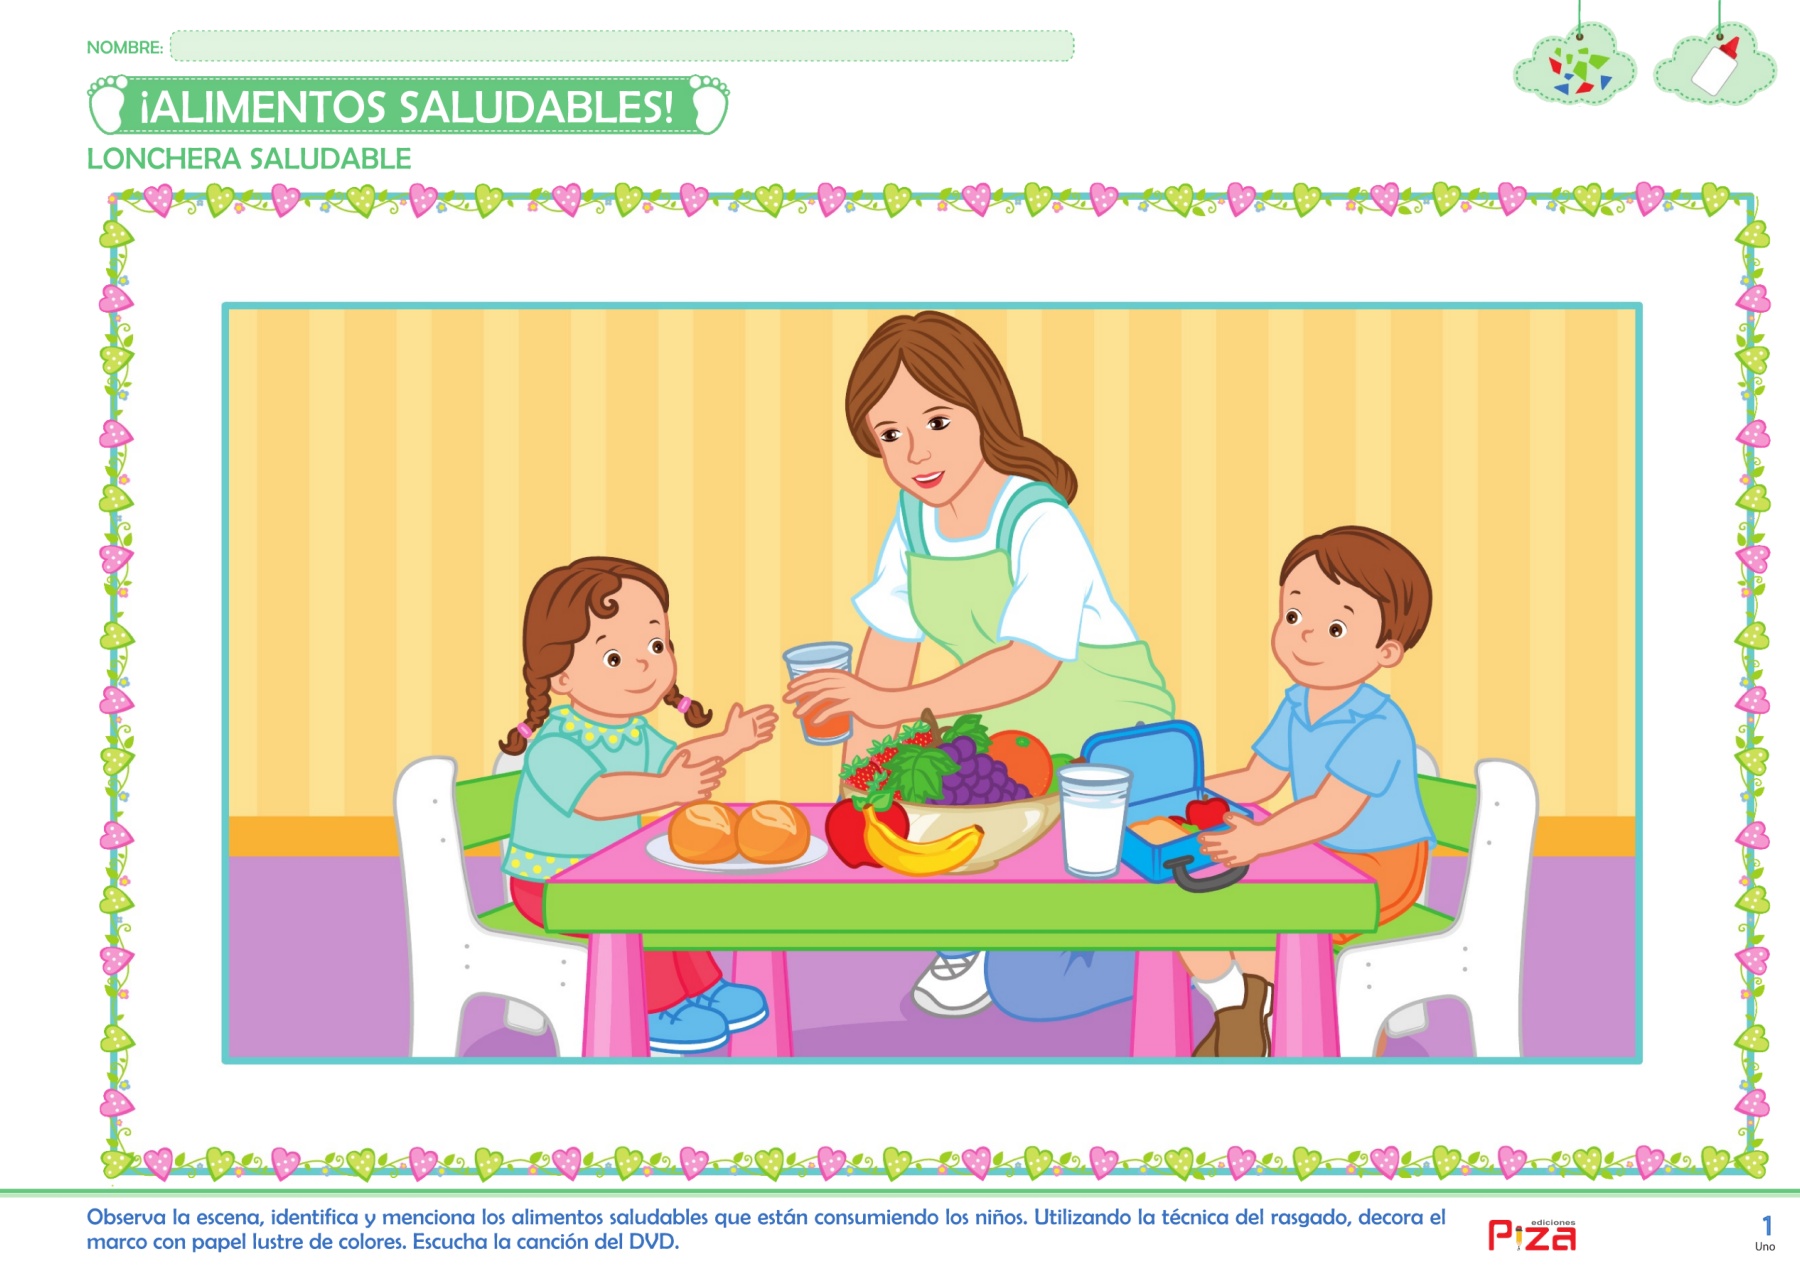 NOMBRE:
¡ALIMENTOS SALUDABLES!
LONCHERA SALUDABLE
Observa la escena, identifica y menciona los alimentos saludables que están consumiendo los niños. Utilizando la técnica del rasgado, decora el
marco con papel lustre de colores. Escucha la canción del DVD.
ediciones
Piza
1
Uno